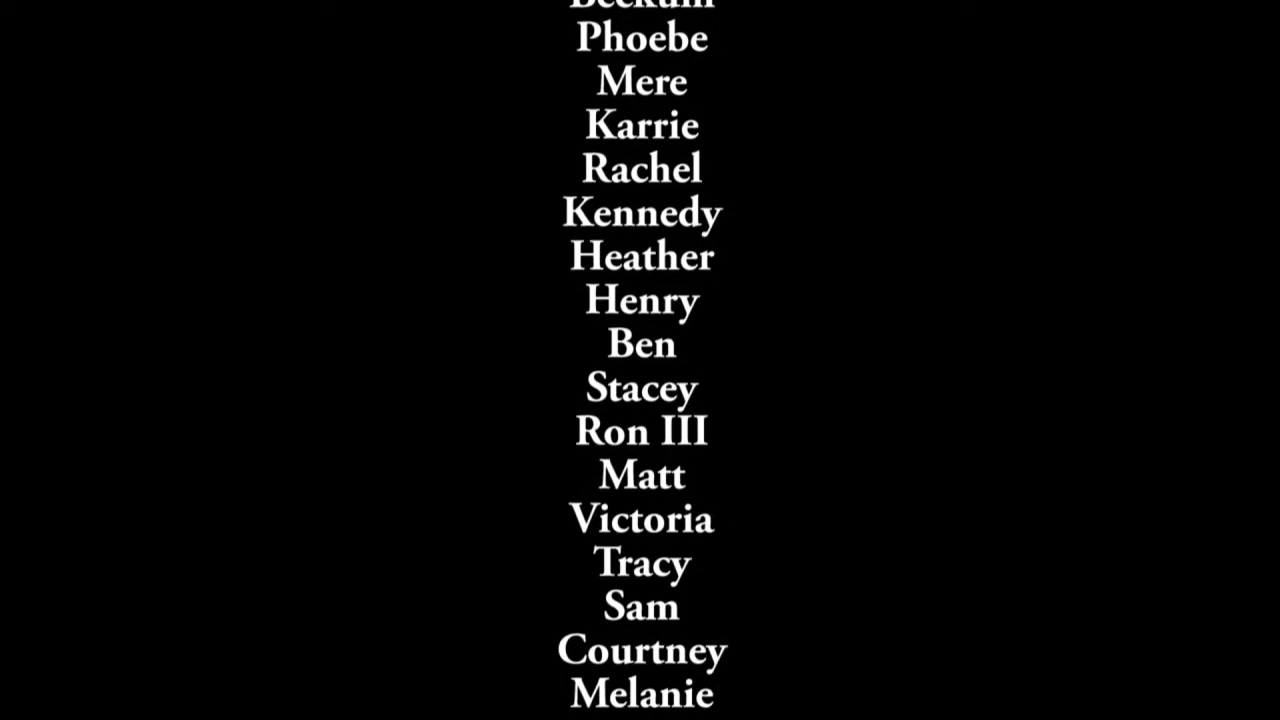 Phoebe
Mere
Karrie
Rachel
Kennedy
Heather
Henry
Ben
Stacey
Ron III
Matt
Victoria
Tracy
Sam
Courtney
Melanie